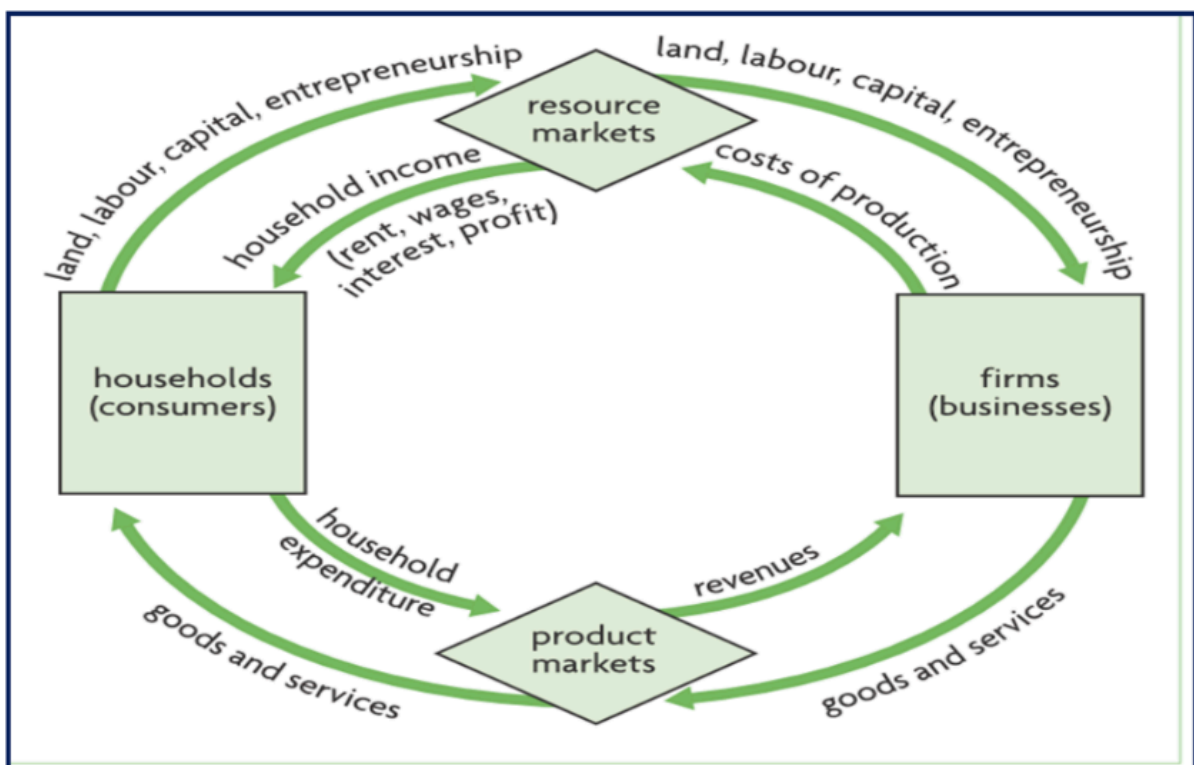 land, labour, capital, entrepreneurship
resource
markets
land, labour, capital, entrepreneurship
household income
(rent, wages,
interest, profit)
costs of production
households
(consumers)
firms
(businesses)
household
expenditure
revenues
goods and services
product
markets
goods and services